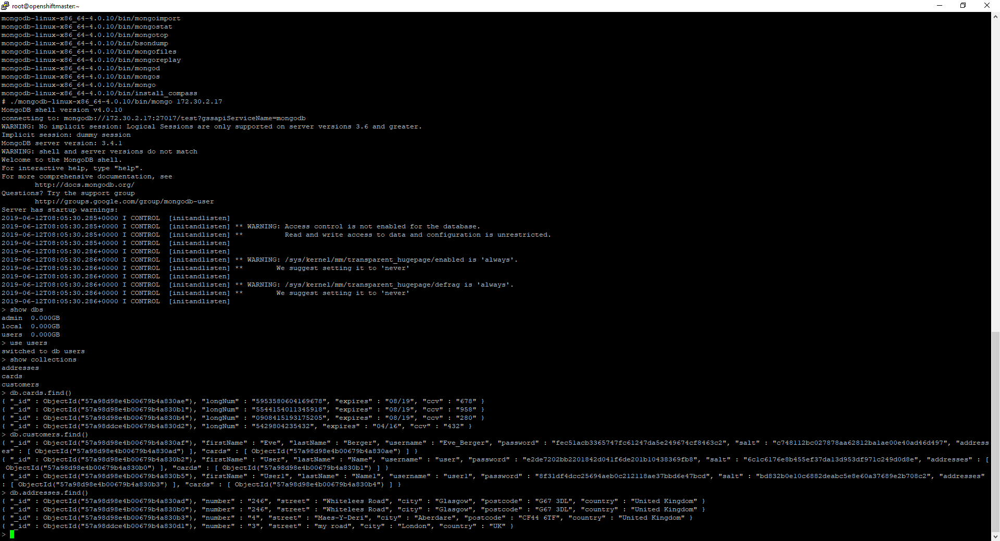 root@openshiftmaster:~
mongodb-linux-x86_64-4.0.10/bin/mongoimport
mongodb-linux-x86_64-4.0.10/bin/mongostat
mongodb-linux-x86_64-4.0.10/bin/mongotop
mongodb-linux-x86_64-4.0.10/bin/bsondump
mongodb-linux-x86_64-4.0.10/bin/mongofiles
mongodb-linux-x86_64-4.0.10/bin/mongoreplay
mongodb-linux-x86_64-4.0.10/bin/mongod
mongodb-linux-x86_64-4.0.10/bin/mongos
mongodb-linux-x86_64-4.0.10/bin/mongo
mongodb-linux-x86_64-4.0.10/bin/install_compass
# ./mongodb-linux-x86_64-4.0.10/bin/mongo 172.30.2.17
MongoDB shell version v4.0.10
connecting to: mongodb://172.30.2.17:27017/test?gssapiServiceName=mongodb
WARNING: No implicit session: Logical Sessions are only supported on server versions 3.6 and greater.
Implicit session: dummy session
MongoDB server version: 3.4.1
WARNING: shell and server versions do not match
Welcome to the MongoDB shell.
For interactive help, type "help".
For more comprehensive documentation, see
        http://docs.mongodb.org/
Questions? Try the support group
        http://groups.google.com/group/mongodb-user
Server has startup warnings:
2019-06-12T08:05:30.285+0000 I CONTROL  [initandlisten]
2019-06-12T08:05:30.285+0000 I CONTROL  [initandlisten] ** WARNING: Access control is not enabled for the database.
2019-06-12T08:05:30.285+0000 I CONTROL  [initandlisten] **          Read and write access to data and configuration is unrestricted.
2019-06-12T08:05:30.285+0000 I CONTROL  [initandlisten]
2019-06-12T08:05:30.286+0000 I CONTROL  [initandlisten]
2019-06-12T08:05:30.286+0000 I CONTROL  [initandlisten] ** WARNING: /sys/kernel/mm/transparent_hugepage/enabled is 'always'.
2019-06-12T08:05:30.286+0000 I CONTROL  [initandlisten] **        We suggest setting it to 'never'
2019-06-12T08:05:30.286+0000 I CONTROL  [initandlisten]
2019-06-12T08:05:30.286+0000 I CONTROL  [initandlisten] ** WARNING: /sys/kernel/mm/transparent_hugepage/defrag is 'always'.
2019-06-12T08:05:30.286+0000 I CONTROL  [initandlisten] **        We suggest setting it to 'never'
2019-06-12T08:05:30.286+0000 I CONTROL  [initandlisten]
> show dbs
admin  0.000GB
local  0.000GB
users  0.000GB
> use users
switched to db users
> show collections
addresses
cards
customers
> db.cards.find()
{ "_id" : ObjectId("57a98d98e4b00679b4a830ae"), "longNum" : "5953580604169678", "expires" : "08/19", "ccv" : "678" }
{ "_id" : ObjectId("57a98d98e4b00679b4a830b1"), "longNum" : "5544154011345918", "expires" : "08/19", "ccv" : "958" }
{ "_id" : ObjectId("57a98d98e4b00679b4a830b4"), "longNum" : "0908415193175205", "expires" : "08/19", "ccv" : "280" }
{ "_id" : ObjectId("57a98ddce4b00679b4a830d2"), "longNum" : "5429804235432", "expires" : "04/16", "ccv" : "432" }
> db.customers.find()
{ "_id" : ObjectId("57a98d98e4b00679b4a830af"), "firstName" : "Eve", "lastName" : "Berger", "username" : "Eve_Berger", "password" : "fec51acb3365747fc61247da5e249674cf8463c2", "salt" : "c748112bc027878aa62812ba1ae00e40ad46d497", "address
es" : [ ObjectId("57a98d98e4b00679b4a830ad") ], "cards" : [ ObjectId("57a98d98e4b00679b4a830ae") ] }
{ "_id" : ObjectId("57a98d98e4b00679b4a830b2"), "firstName" : "User", "lastName" : "Name", "username" : "user", "password" : "e2de7202bb2201842d041f6de201b10438369fb8", "salt" : "6c1c6176e8b455ef37da13d953df971c249d0d8e", "addresses" : [
 ObjectId("57a98d98e4b00679b4a830b0") ], "cards" : [ ObjectId("57a98d98e4b00679b4a830b1") ] }
{ "_id" : ObjectId("57a98d98e4b00679b4a830b5"), "firstName" : "User1", "lastName" : "Name1", "username" : "user1", "password" : "8f31df4dcc25694aeb0c212118ae37bbd6e47bcd", "salt" : "bd832b0e10c6882deabc5e8e60a37689e2b708c2", "addresses"
: [ ObjectId("57a98d98e4b00679b4a830b3") ], "cards" : [ ObjectId("57a98d98e4b00679b4a830b4") ] }
> db.addresses.find()
{ "_id" : ObjectId("57a98d98e4b00679b4a830ad"), "number" : "246", "street" : "Whitelees Road", "city" : "Glasgow", "postcode" : "G67 3DL", "country" : "United Kingdom" }
{ "_id" : ObjectId("57a98d98e4b00679b4a830b0"), "number" : "246", "street" : "Whitelees Road", "city" : "Glasgow", "postcode" : "G67 3DL", "country" : "United Kingdom" }
{ "_id" : ObjectId("57a98d98e4b00679b4a830b3"), "number" : "4", "street" : "Maes-Y-Deri", "city" : "Aberdare", "postcode" : "CF44 6TF", "country" : "United Kingdom" }
{ "_id" : ObjectId("57a98ddce4b00679b4a830d1"), "number" : "3", "street" : "my road", "city" : "London", "country" : "UK" }
>